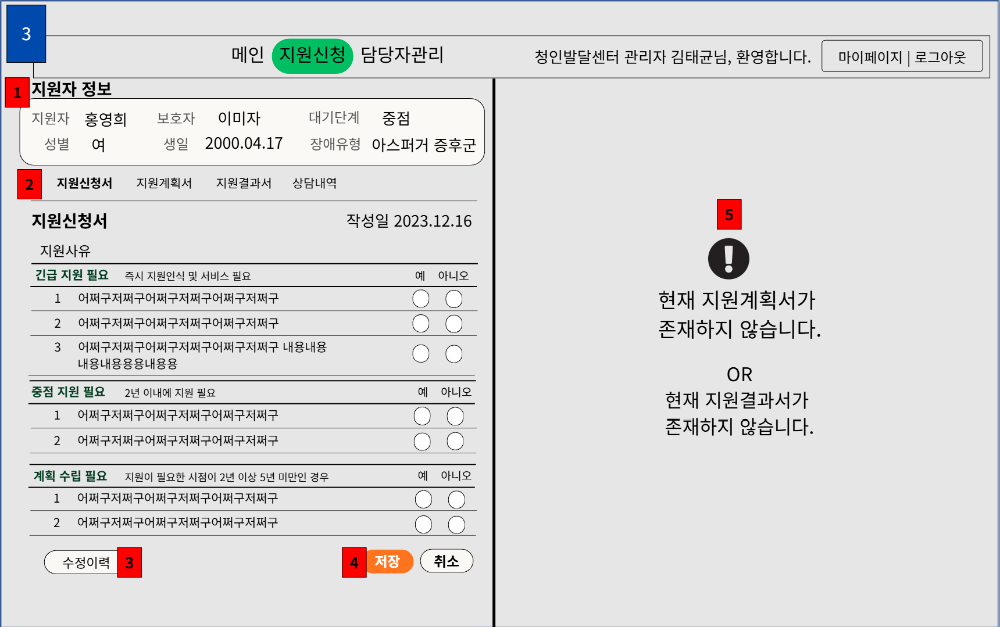 3
메인 지원신청 담당자관리 청인발달센터 관리자 김태균님, 환영합니다. 마이페이지 | 로그아웃
1 지원자 정보
지원자 홍영희 보호자 이미자 대기단계 중점
성별 여 생일 2000.04.17 장애유형 아스퍼거 증후군
2 지원신청서 지원계획서 지원결과서 상담내역
지원신청서 작성일 2023.12.16
지원사유
긴급 지원 필요 즉시 지원인식 및 서비스 필요 예 아니오
1 어쩌구저쩌구어쩌구저쩌구어쩌구저쩌구
2 어쩌구저쩌구어쩌구저쩌구어쩌구저쩌구
3 어쩌구저쩌구어쩌구저쩌구어쩌구저쩌구 내용내용
내용내용용용내용용
중점 지원 필요 2년 이내에 지원 필요 예 아니오
1 어쩌구저쩌구어쩌구저쩌구어쩌구저쩌구
2 어쩌구저쩌구어쩌구저쩌구어쩌구저쩌구
계획 수립 필요 지원이 필요한 시점이 2년 이상 5년 미만인 경우 예 아니오
1 어쩌구저쩌구어쩌구저쩌구어쩌구저쩌구
2 어쩌구저쩌구어쩌구저쩌구어쩌구저쩌구
수정이력 3 4 저장 취소
5
현재 지원계획서가
존재하지 않습니다.
OR
현재 지원결과서가
존재하지 않습니다.